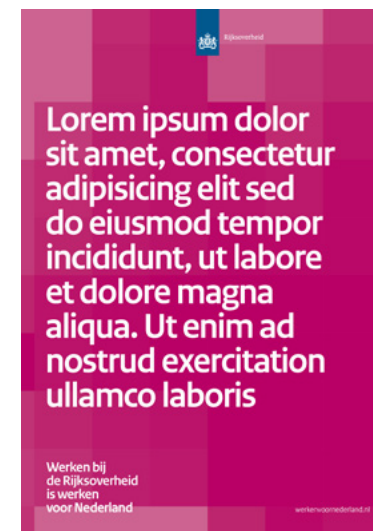 Rijksoverheid
Lorem ipsum dolor
sit amet, consectetur
adipisicing elit sed
do eiusmod tempor
incididunt, ut labore
et dolore magna
aliqua. Ut enim ad
nostrud exercitation
ullamco laboris
Werken bij
de Rijksoverheid
is werken
voor Nederland
werkenvoornederland.nl